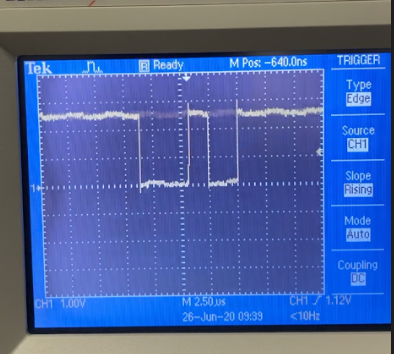 Tek
R Ready
M Pos: -640.0ns
TRIGGER
Type
Edge
Source
CH1
Slope
Rising
Mode
Auto
Coupling
DC
1
CH1 1.00V
M 2.50us
CH1 1.12V
26-Jun-20 09:39
<10Hz